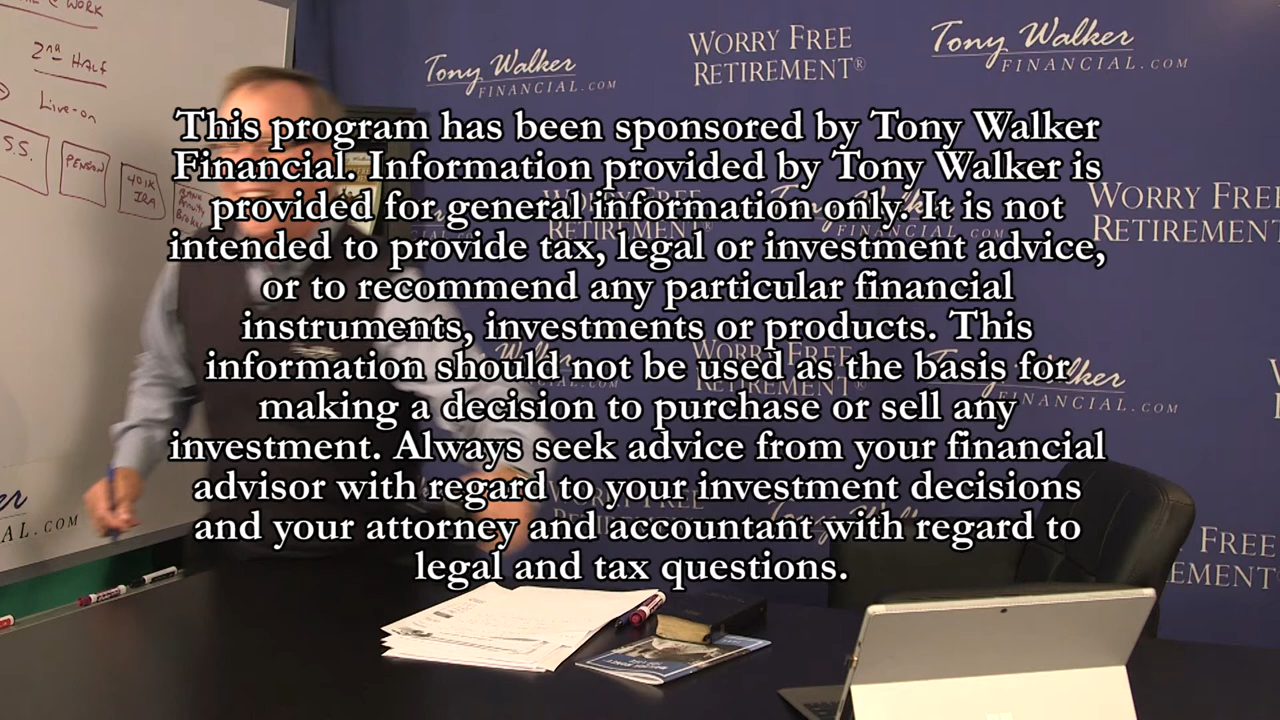 & WORK
2nd HALF
Live-on
S.S.
PENSION
401K
IRA
BANK
Tony Walker
FINANCIAL.COM
WORRY FREE
RETIREMENT®
Tony Walker
FINANCIAL.COM
WORRY FREE
RETIREMENT
This program has been sponsored by Tony Walker
Financial. Information provided by Tony Walker is
provided for general information only. It is not
intended to provide tax, legal or investment advice,
or to recommend any particular financial
instruments, investments or products. This
information should not be used as the basis for
making a decision to purchase or sell any
investment. Always seek advice from your financial
advisor with regard to your investment decisions
and your attorney and accountant with regard to
legal and tax questions.
FINANCIAL.COM